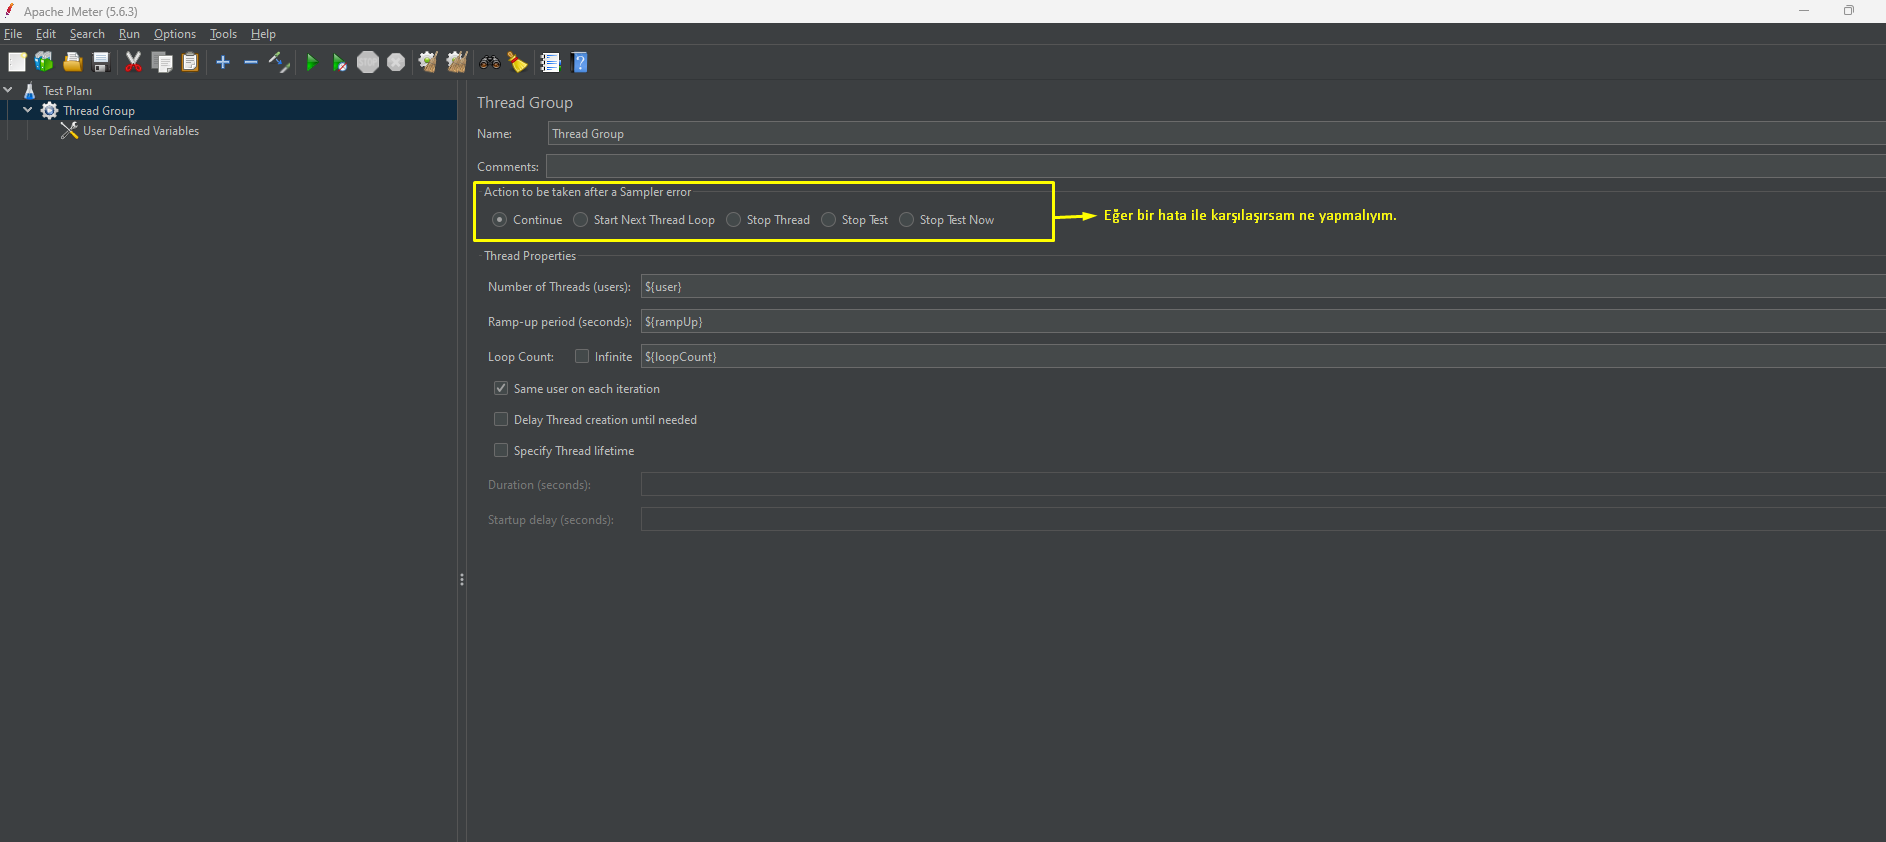 Apache JMeter (5.6.3)
File Edit Search Run Options Tools Help
STOP
Test Planı
Thread Group
User Defined Variables
Thread Group
Name: Thread Group
Comments:
Action to be taken after a Sampler error
Continue Start Next Thread Loop Stop Thread Stop Test Stop Test Now
Eğer bir hata ile karşılaşırsam ne yapmalıyım.
Thread Properties
Number of Threads (users): ${user}
Ramp-up period (seconds): ${rampUp}
Loop Count: Infinite ${loopCount}
Same user on each iteration
Delay Thread creation until needed
Specify Thread lifetime
Duration (seconds):
Startup delay (seconds):